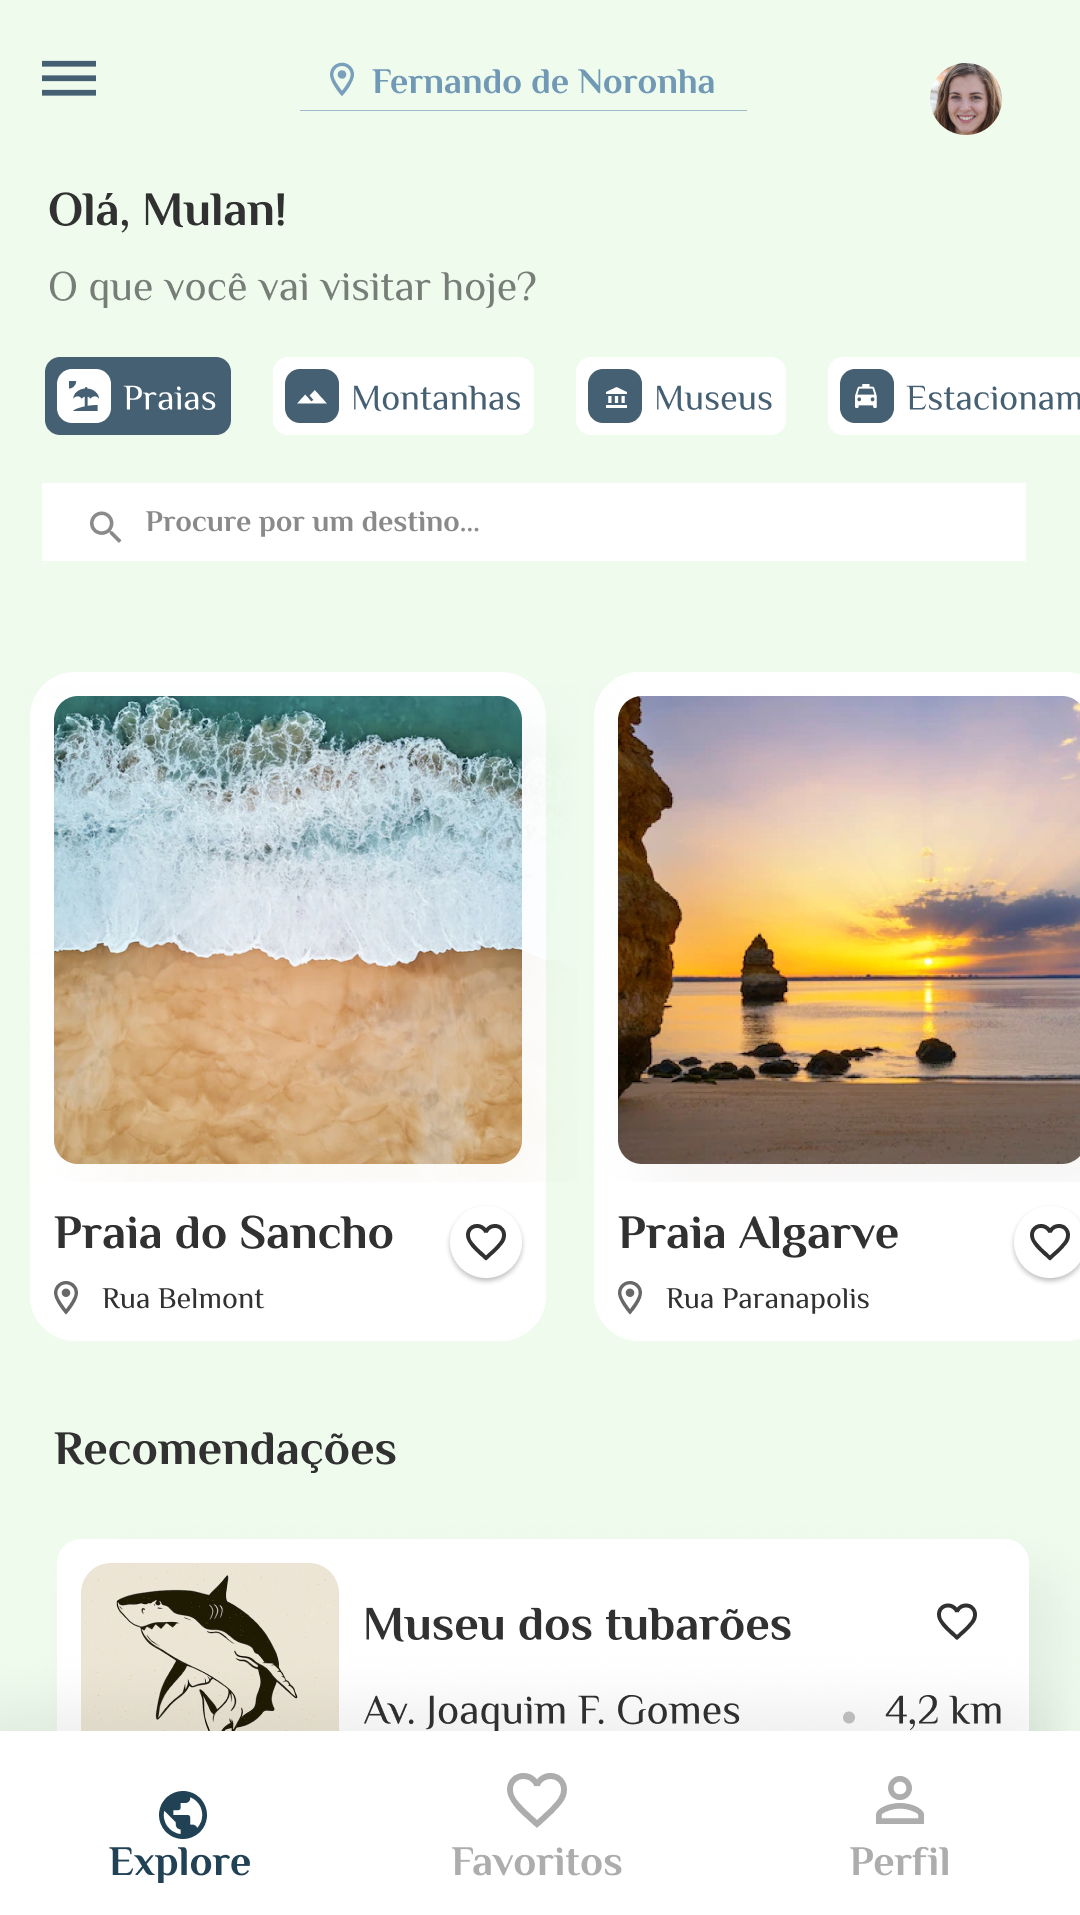 Fernando de Noronha
Olá, Mulan!
O que você vai visitar hoje?
Praias
Montanhas
Museus
Estacionam
Procure por um destino...
Praia do Sancho
Rua Belmont
Praia Algarve
Rua Paranapolis
Recomendações
Museu dos tubarões
Av. Joaquim F. Gomes
4,2 km
Explore
Favoritos
Perfil